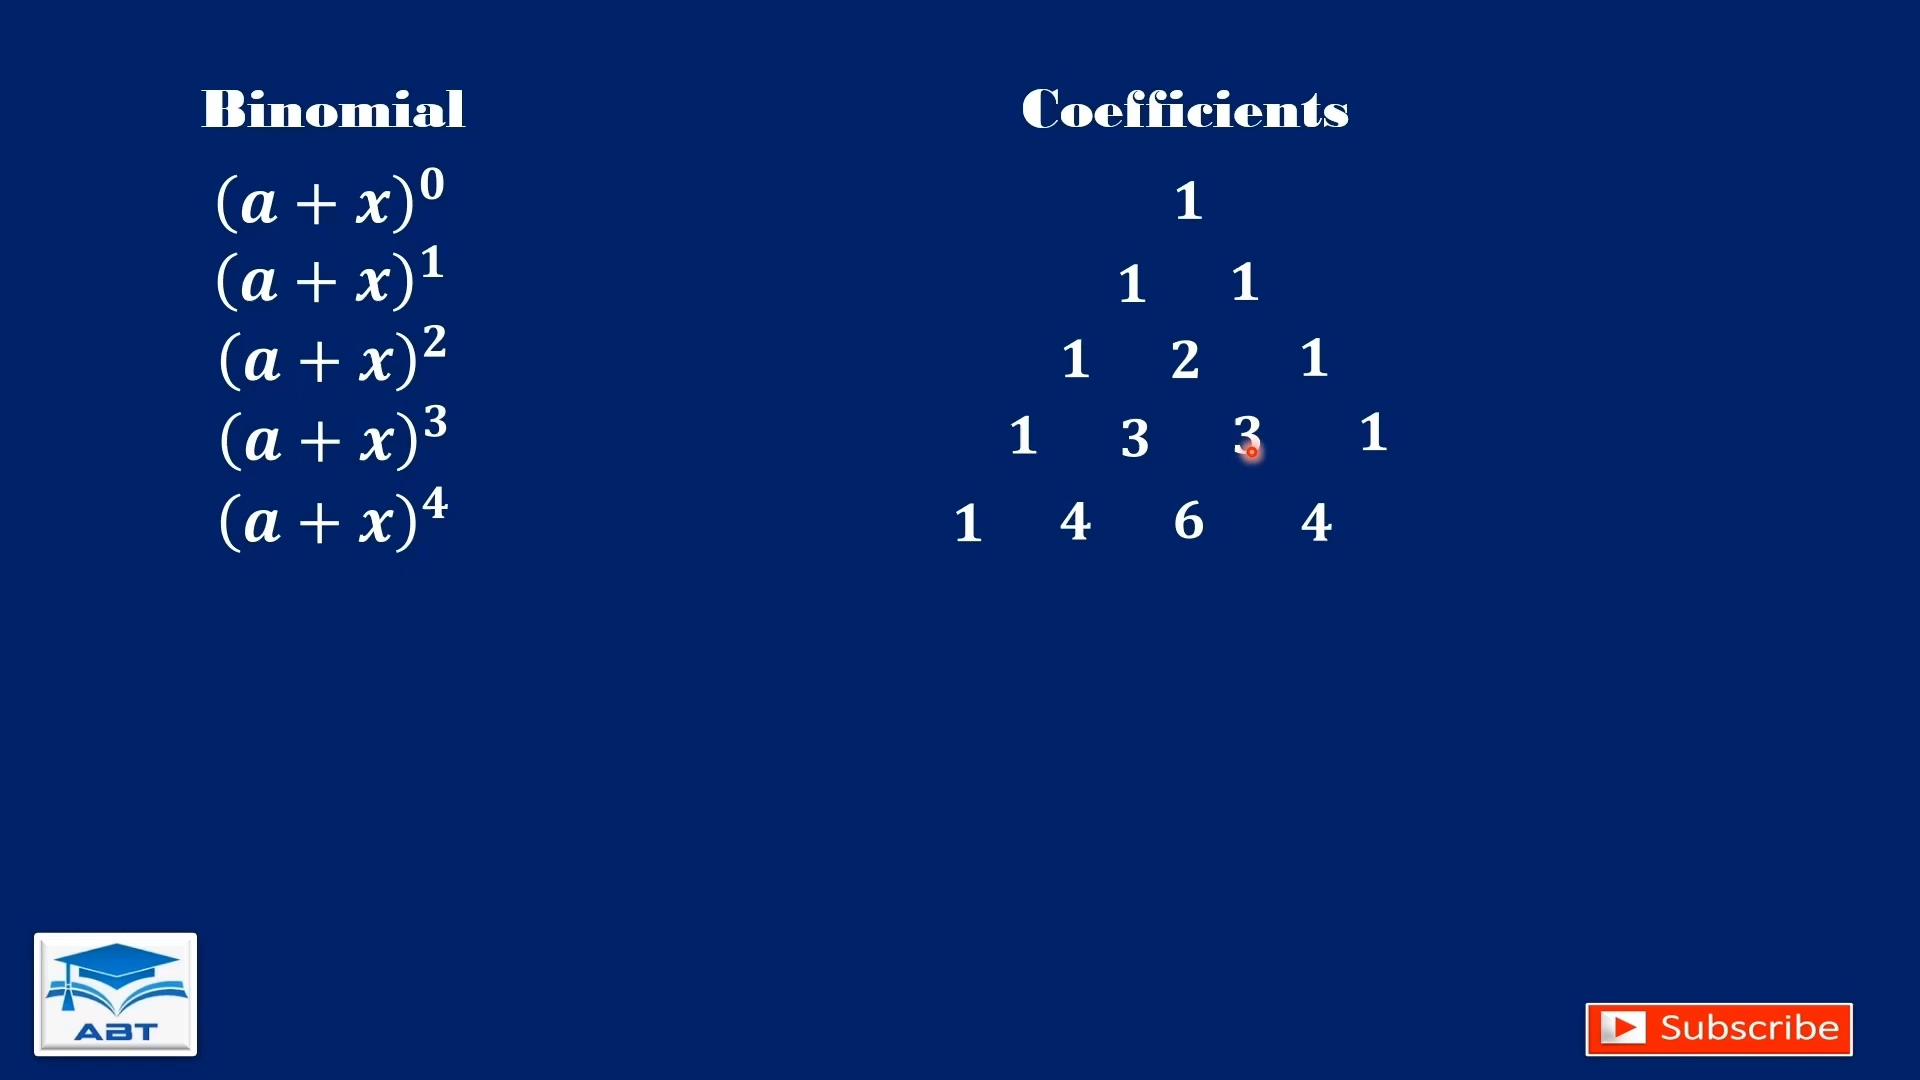 Binomial Coefficients
(a + x)⁰ 1
(a + x)¹ 1 1
(a + x)² 1 2 1
(a + x)³ 1 3 3 1
(a + x)⁴ 1 4 6 4
ABT
Subscribe